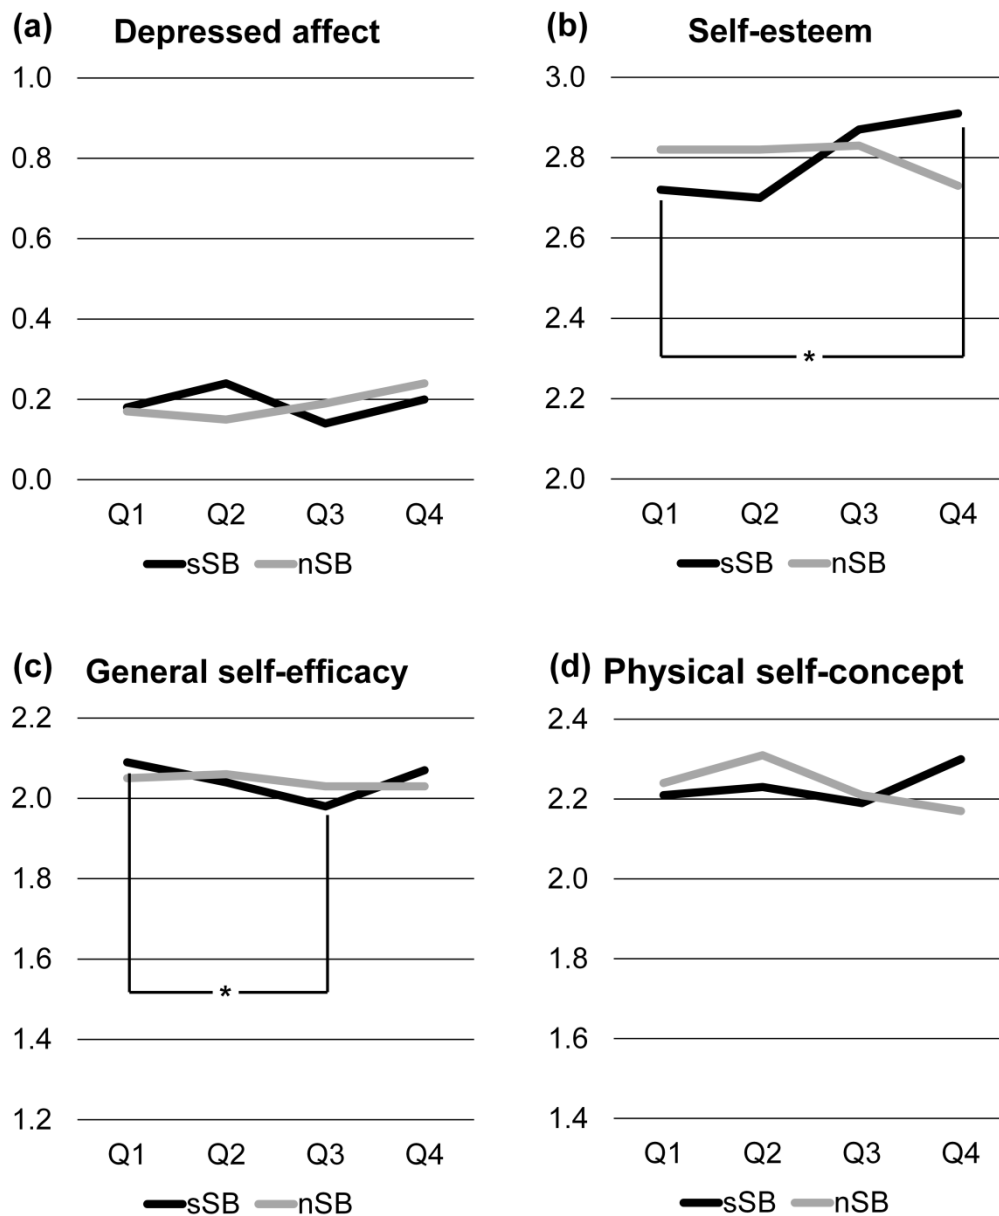 (a) Depressed affect
1.0
0.8
0.6
0.4
0.2
0.0
Q1 Q2 Q3 Q4
sSB nSB
(b) Self-esteem
3.0
2.8
2.6
2.4
*
2.2
2.0
Q1 Q2 Q3 Q4
sSB nSB
(c) General self-efficacy
2.2
2.0
1.8
1.6
*
1.4
1.2
Q1 Q2 Q3 Q4
sSB nSB
(d) Physical self-concept
2.4
2.2
2.0
1.8
1.6
1.4
Q1 Q2 Q3 Q4
sSB nSB